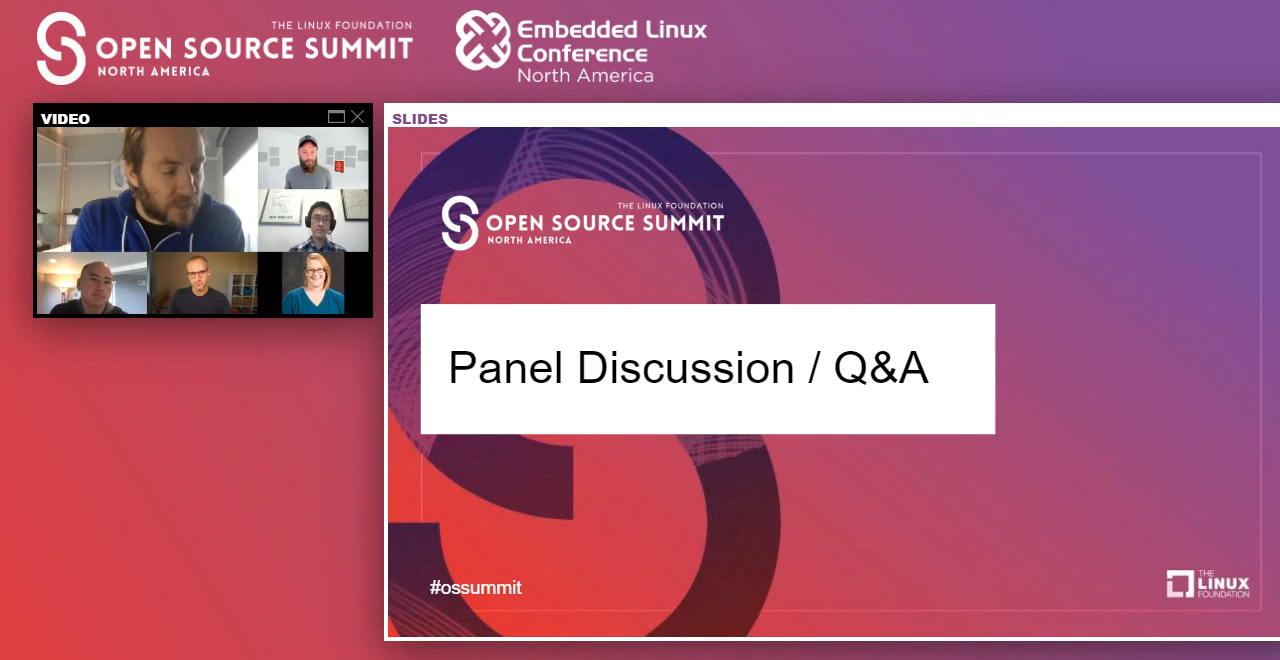 THE LINUX FOUNDATION
OPEN SOURCE SUMMIT
NORTH AMERICA
Embedded Linux
Conference
North America
VIDEO
SLIDES
THE LINUX FOUNDATION
OPEN SOURCE SUMMIT
NORTH AMERICA
Panel Discussion / Q&A
#ossummit
THE
LINUX
FOUNDATION